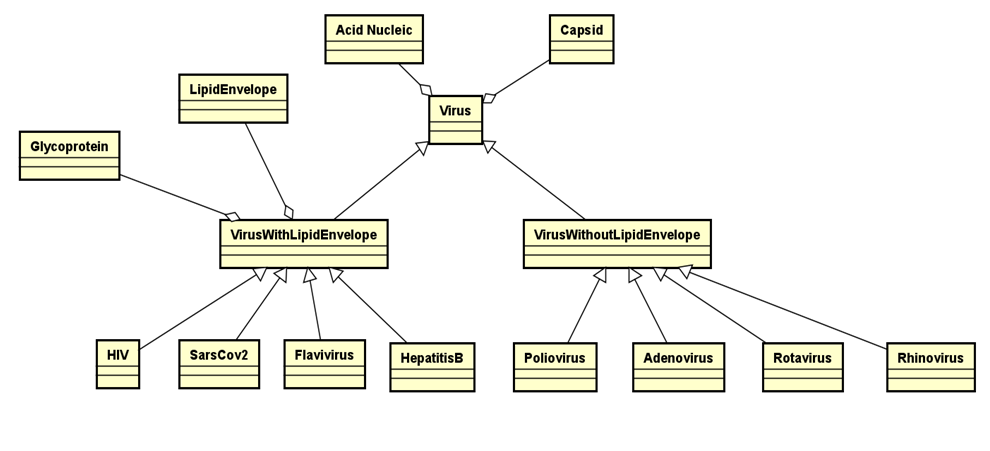 Acid Nucleic
Capsid
LipidEnvelope
Virus
Glycoprotein
VirusWithLipidEnvelope
VirusWithoutLipidEnvelope
HIV
SarsCov2
Flavivirus
HepatitisB
Poliovirus
Adenovirus
Rotavirus
Rhinovirus